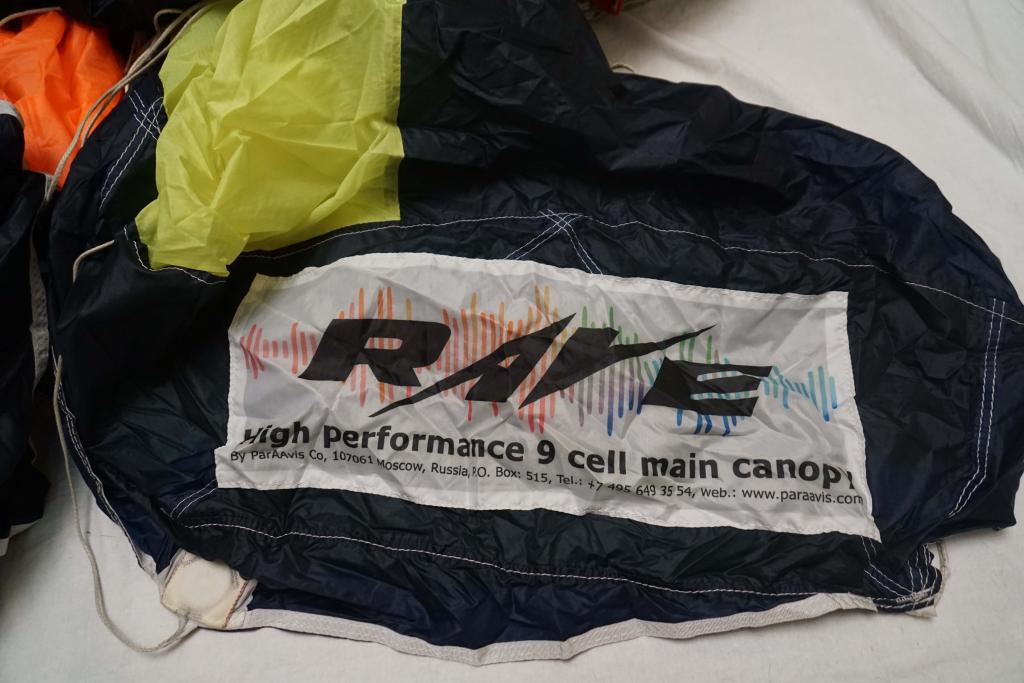 RAVE
High performance 9 cell main canopy
By ParAAvis Co, 107061 Moscow, Russia, P.O. Box: 515, Tel.: +7 495 649 35 54, web.: www.paraavis.com